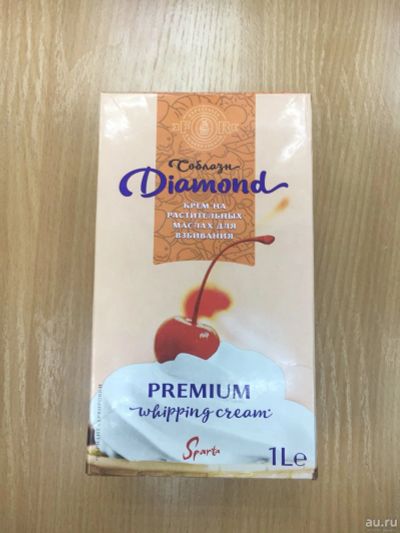 Соблазн
Diamond
КРЕМ НА
РАСТИТЕЛЬНЫХ
МАСЛАХ ДЛЯ
ВЗБИВАНИЯ
PREMIUM
whipping cream
Sparta
1Le
au.ru